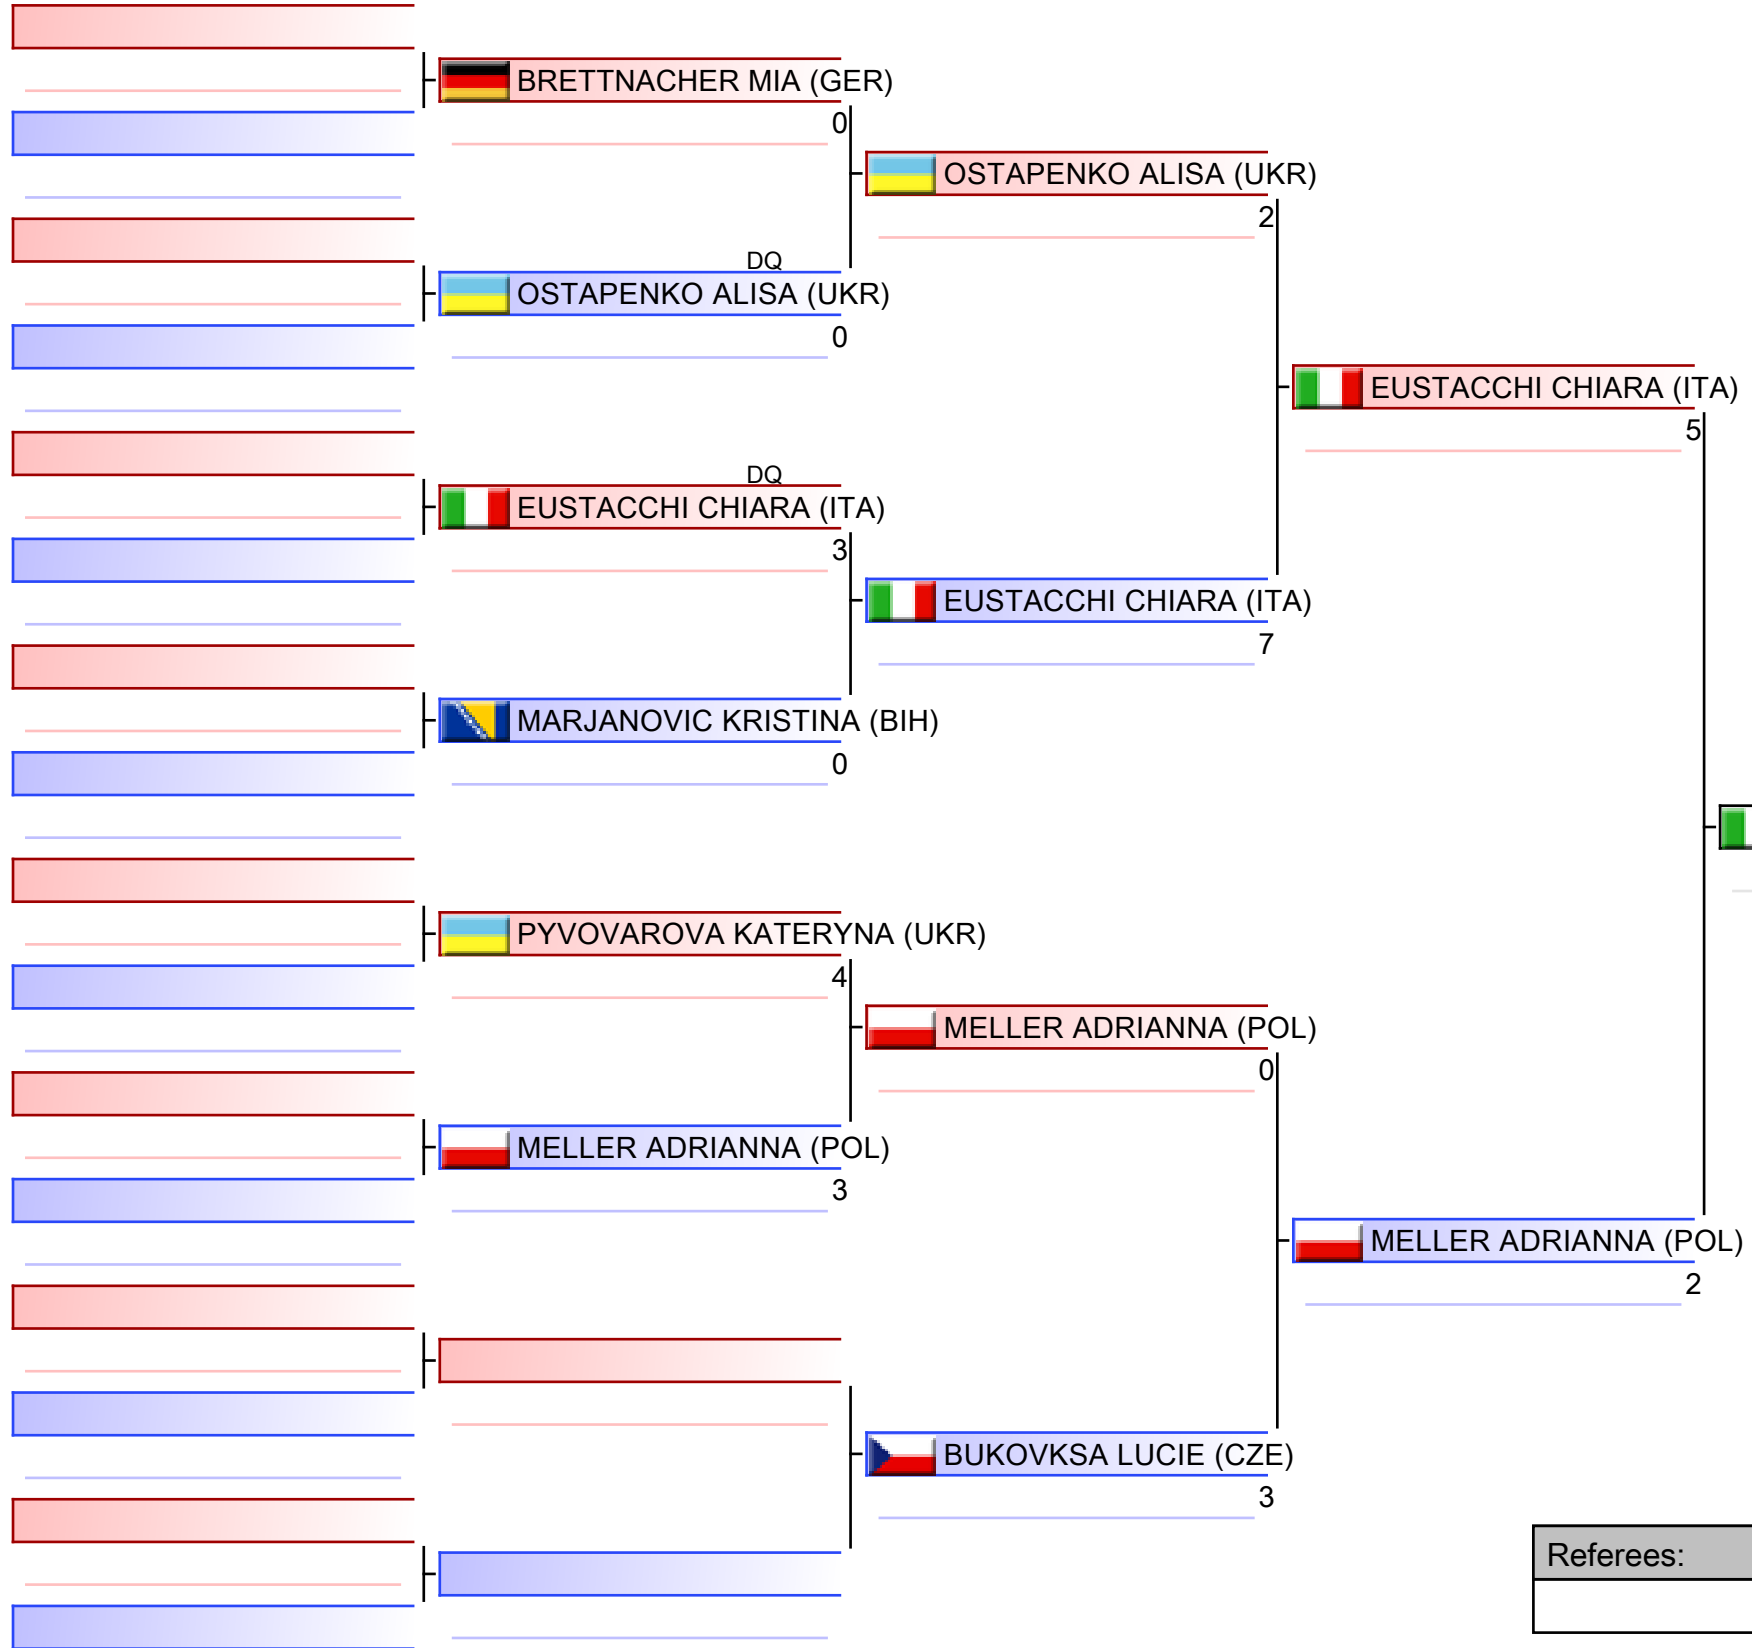 BRETTNACHER MIA (GER)
0
OSTAPENKO ALISA (UKR)
2
DQ
OSTAPENKO ALISA (UKR)
0
EUSTACCHI CHIARA (ITA)
5
DQ
EUSTACCHI CHIARA (ITA)
3
EUSTACCHI CHIARA (ITA)
7
MARJANOVIC KRISTINA (BIH)
0
PYVOVAROVA KATERYNA (UKR)
4
MELLER ADRIANNA (POL)
0
MELLER ADRIANNA (POL)
3
MELLER ADRIANNA (POL)
2
BUKOVKSA LUCIE (CZE)
3
Referees: